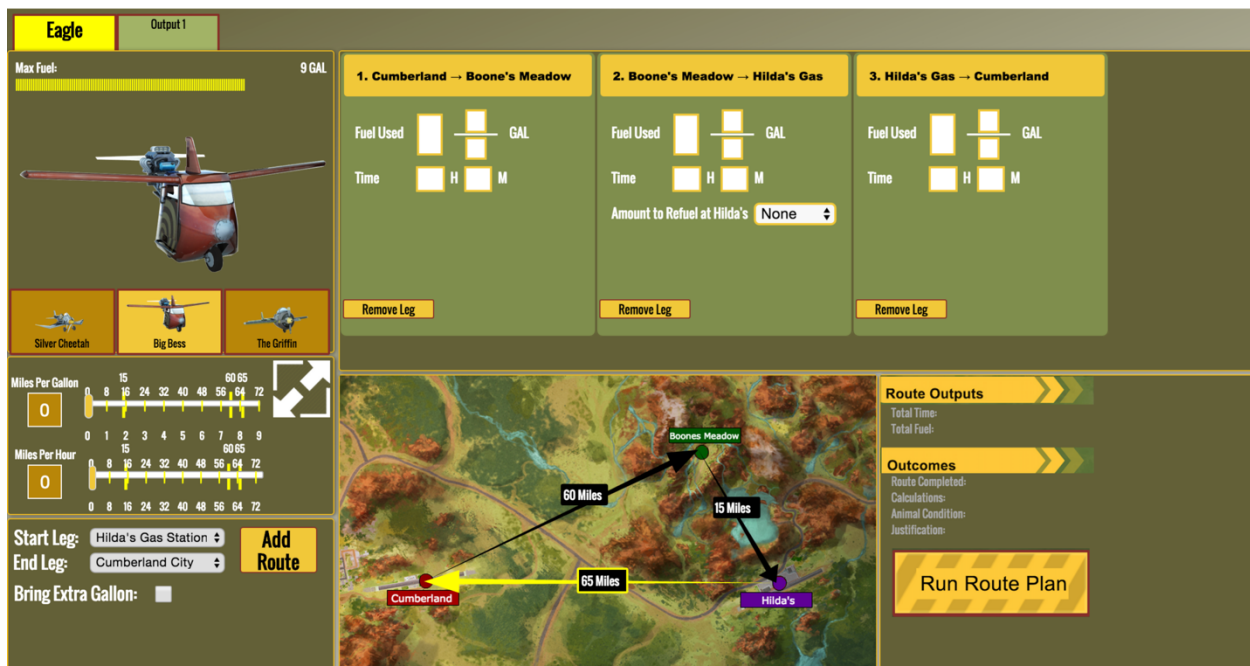 Eagle
Output 1
Max Fuel:
9 GAL
Silver Cheetah
Big Bess
The Griffin
1. Cumberland → Boone's Meadow
Fuel Used
GAL
Time
H
M
Remove Leg
2. Boone's Meadow → Hilda's Gas
Fuel Used
GAL
Time
H
M
Amount to Refuel at Hilda's
None
Remove Leg
3. Hilda's Gas → Cumberland
Fuel Used
GAL
Time
H
M
Remove Leg
Miles Per Gallon
0
15 60 65
0 8 16 24 32 40 48 56 64 72
0 1 2 3 4 5 6 7 8 9
Miles Per Hour
0
15 60 65
0 8 16 24 32 40 48 56 64 72
0 8 16 24 32 40 48 56 64 72
Start Leg:
Hilda's Gas Station
End Leg:
Cumberland City
Add Route
Bring Extra Gallon:
Boones Meadow
60 Miles
15 Miles
65 Miles
Cumberland
Hilda's
Route Outputs
Total Time:
Total Fuel:
Outcomes
Route Completed:
Calculations:
Animal Condition:
Justification:
Run Route Plan